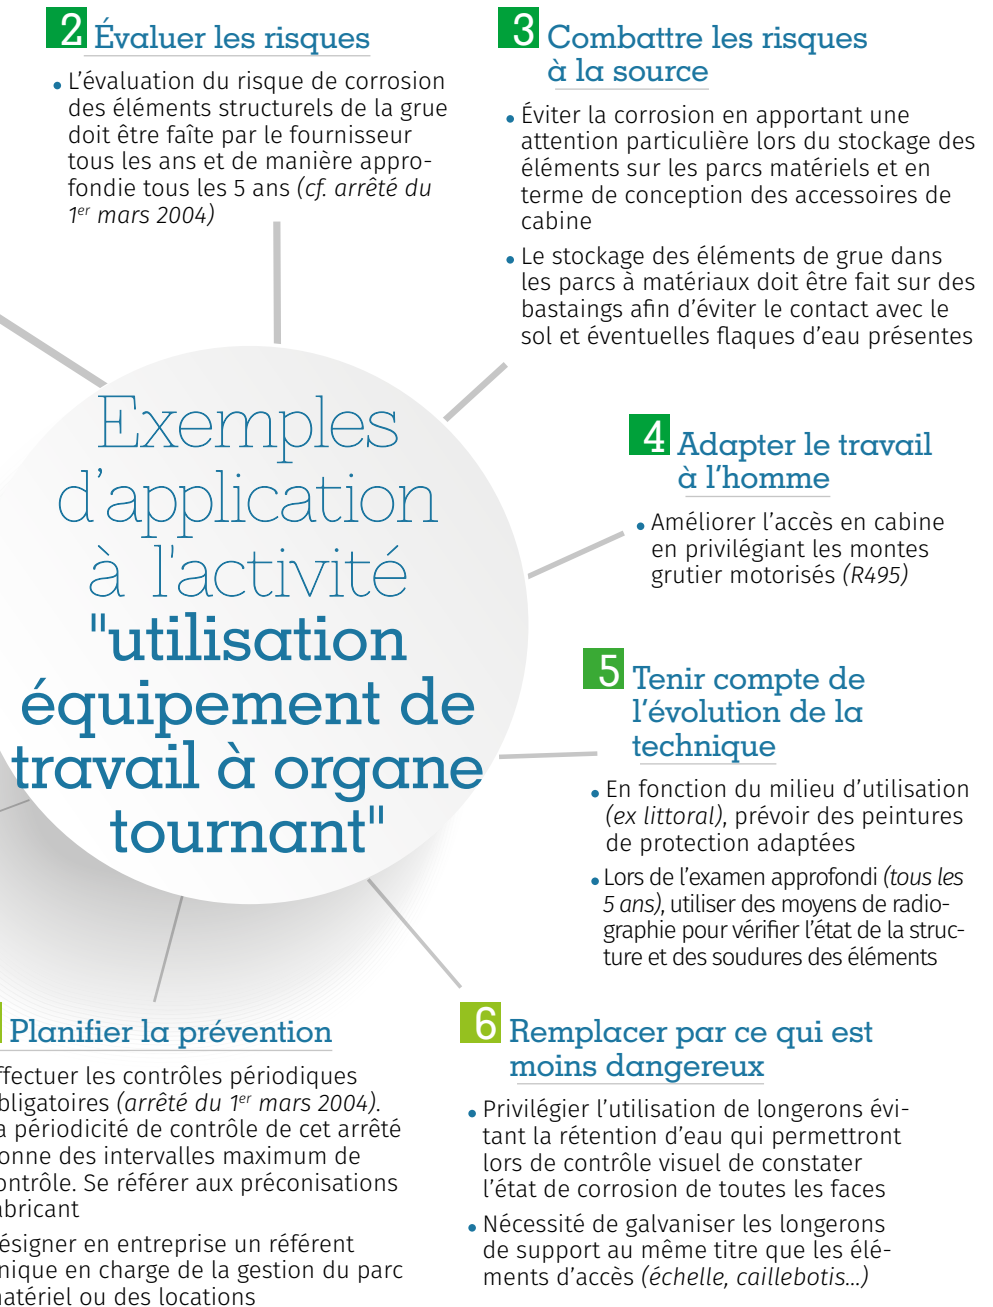 2 Évaluer les risques
• L'évaluation du risque de corrosion
des éléments structurels de la grue
doit être faîte par le fournisseur
tous les ans et de manière appro-
fondie tous les 5 ans (cf. arrêté du
1er mars 2004)
3 Combattre les risques
à la source
• Éviter la corrosion en apportant une
attention particulière lors du stockage des
éléments sur les parcs matériels et en
terme de conception des accessoires de
cabine
• Le stockage des éléments de grue dans
les parcs à matériaux doit être fait sur des
bastaings afin d'éviter le contact avec le
sol et éventuelles flaques d'eau présentes
Exemples
d'application
à l'activité
"utilisation
équipement de
travail à organe
tournant"
4 Adapter le travail
à l'homme
• Améliorer l'accès en cabine
en privilégiant les montes
grutier motorisés (R495)
5 Tenir compte de
l'évolution de la
technique
• En fonction du milieu d'utilisation
(ex littoral), prévoir des peintures
de protection adaptées
• Lors de l'examen approfondi (tous les
5 ans), utiliser des moyens de radio-
graphie pour vérifier l'état de la struc-
ture et des soudures des éléments
6 Remplacer par ce qui est
moins dangereux
• Privilégier l'utilisation de longerons évi-
tant la rétention d'eau qui permettront
lors de contrôle visuel de constater
l'état de corrosion de toutes les faces
• Nécessité de galvaniser les longerons
de support au même titre que les élé-
ments d'accès (échelle, caillebotis...)
Planifier la prévention
ffectuer les contrôles périodiques
bligatoires (arrêté du 1er mars 2004).
a périodicité de contrôle de cet arrêté
onne des intervalles maximum de
ontrôle. Se référer aux préconisations
abricant
ésigner en entreprise un référent
nique en charge de la gestion du parc
atériel ou des locations